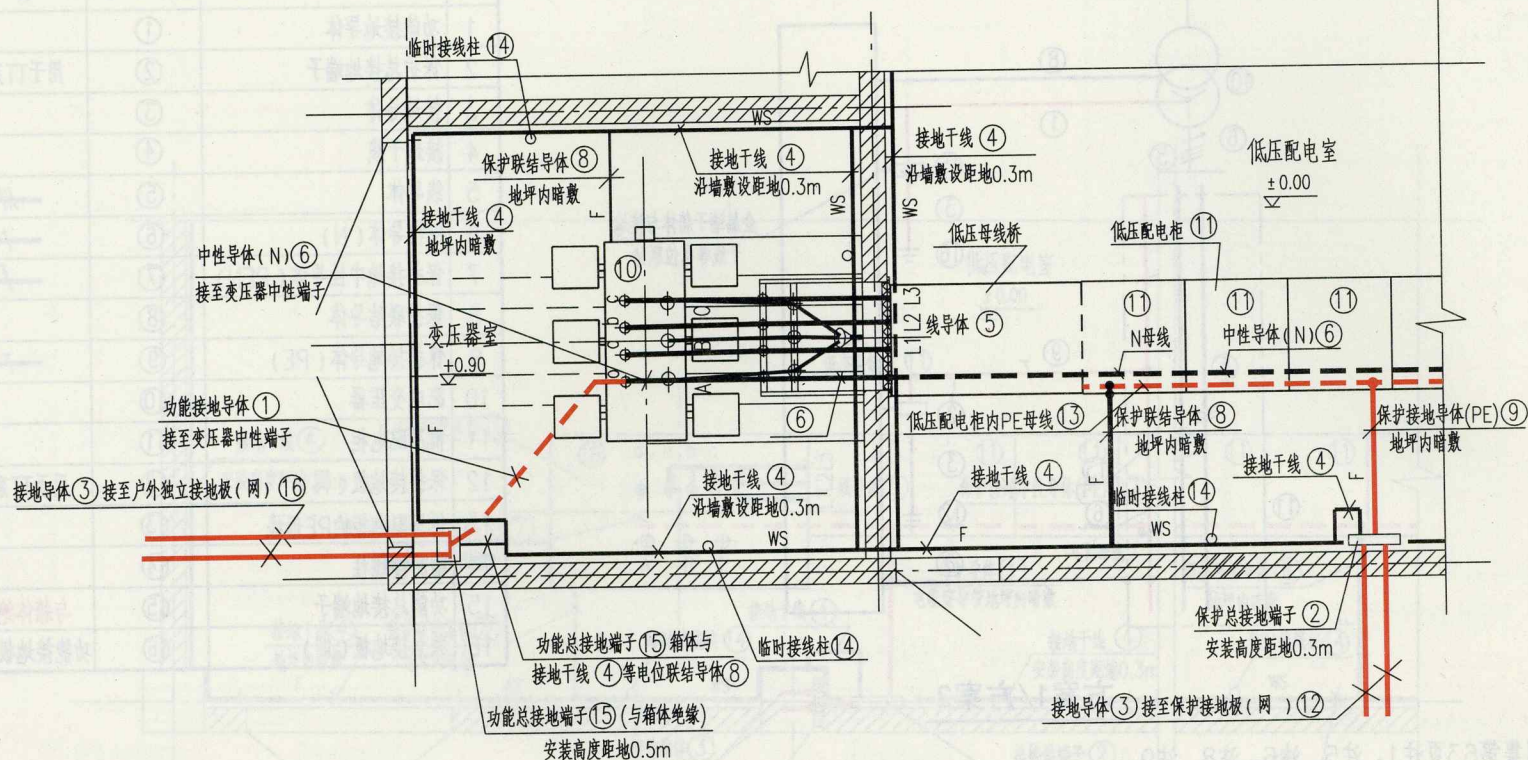 临时接线柱⑭
WS
保护联结导体⑧
地坪内暗敷
F
接地干线④
沿墙敷设距地0.3m
WS
接地干线④
沿墙敷设距地0.3m
WS
低压配电室
±0.00
接地干线④
地坪内暗敷
中性导体(N)⑥
接至变压器中性端子
低压母线桥
低压配电柜⑪
⑩
⑪
⑪
⑪
变压器室
+0.90
c
b
a
o
C
B
A
L1
L2
L3
线导体⑤
N母线
中性导体(N)⑥
⑥
F
功能接地导体①
接至变压器中性端子
低压配电柜内PE母线⑬
保护联结导体⑧
地坪内暗敷
保护接地导体(PE)⑨
地坪内暗敷
接地导体③接至户外独立接地极(网)⑯
接地干线④
沿墙敷设距地0.3m
WS
接地干线④
F
F
临时接线柱⑭
WS
接地干线④
F
功能总接地端子⑮箱体与
接地干线④等电位联结导体⑧
临时接线柱⑭
保护总接地端子②
安装高度距地0.3m
功能总接地端子⑮(与箱体绝缘)
安装高度距地0.5m
接地导体③接至保护接地极(网)⑫